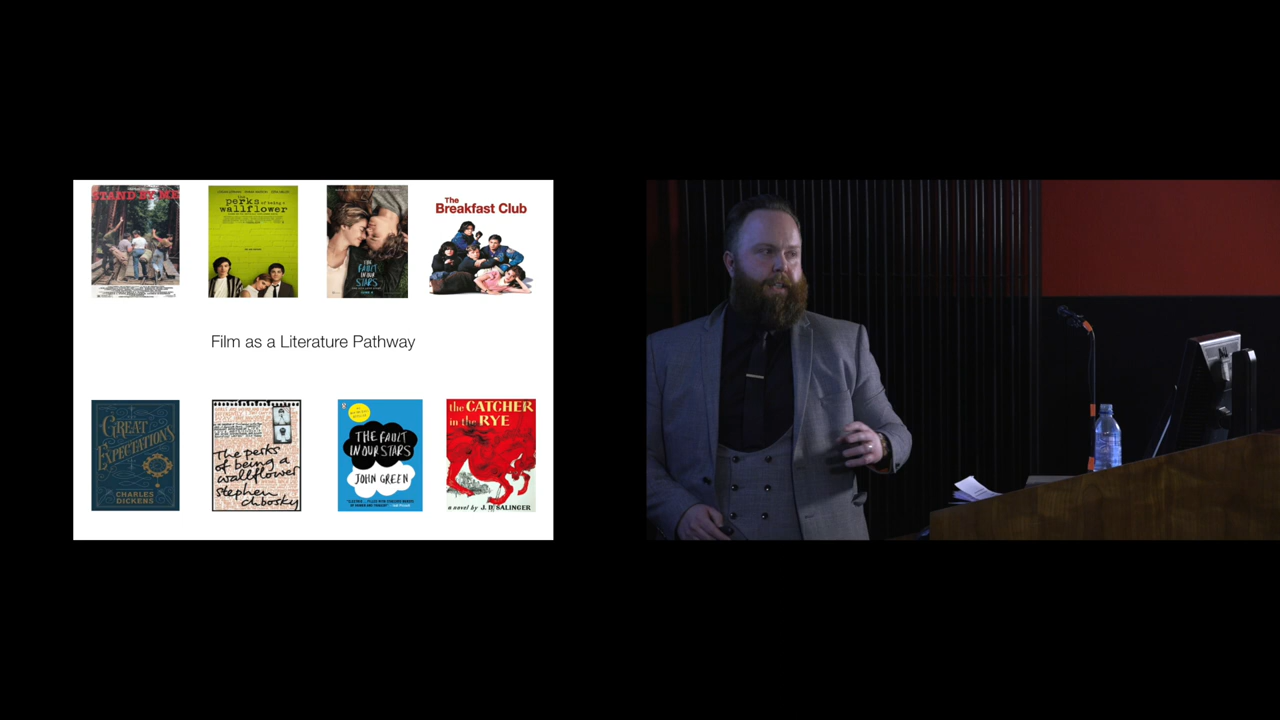 STAND BY ME
the
perks of being a
wallflower
THE
FAULT
IN OUR
STARS
The
Breakfast Club
Film as a Literature Pathway
GREAT
EXPECTATIONS
CHARLES
DICKENS
The perks
of being a
wallflower
stephen
chbosky
THE FAULT
IN OUR STARS
JOHN GREEN
the CATCHER
in the RYE
a novel by J. D. SALINGER